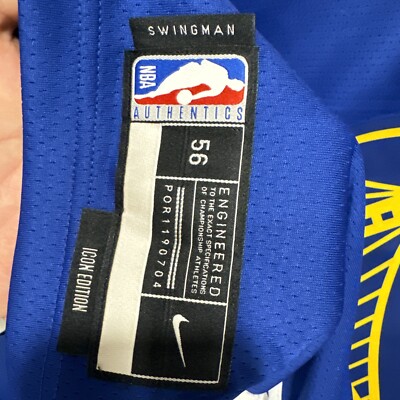 SWINGMAN
NBA
AUTHENTICS
56
ENGINEERED
TO THE EXACT SPECIFICATIONS
OF CHAMPIONSHIP ATHLETES
POR1190704
ICON EDITION